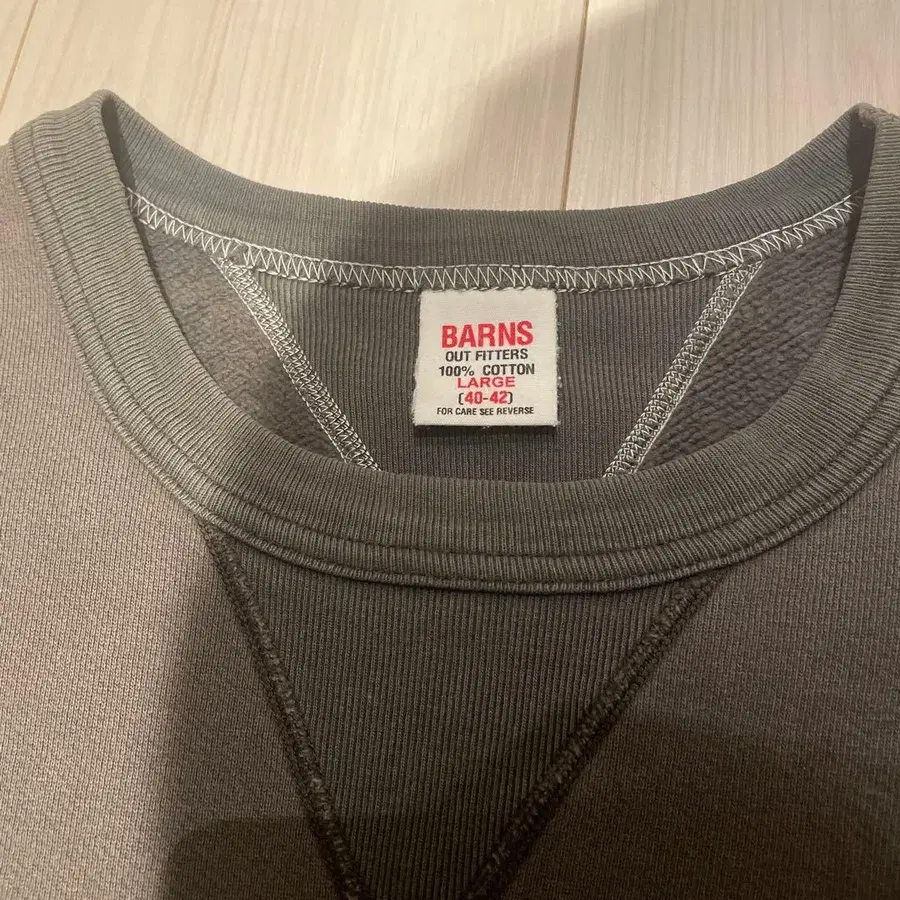 BARNS
OUT FITTERS
100% COTTON
LARGE
(40-42)
FOR CARE SEE REVERSE